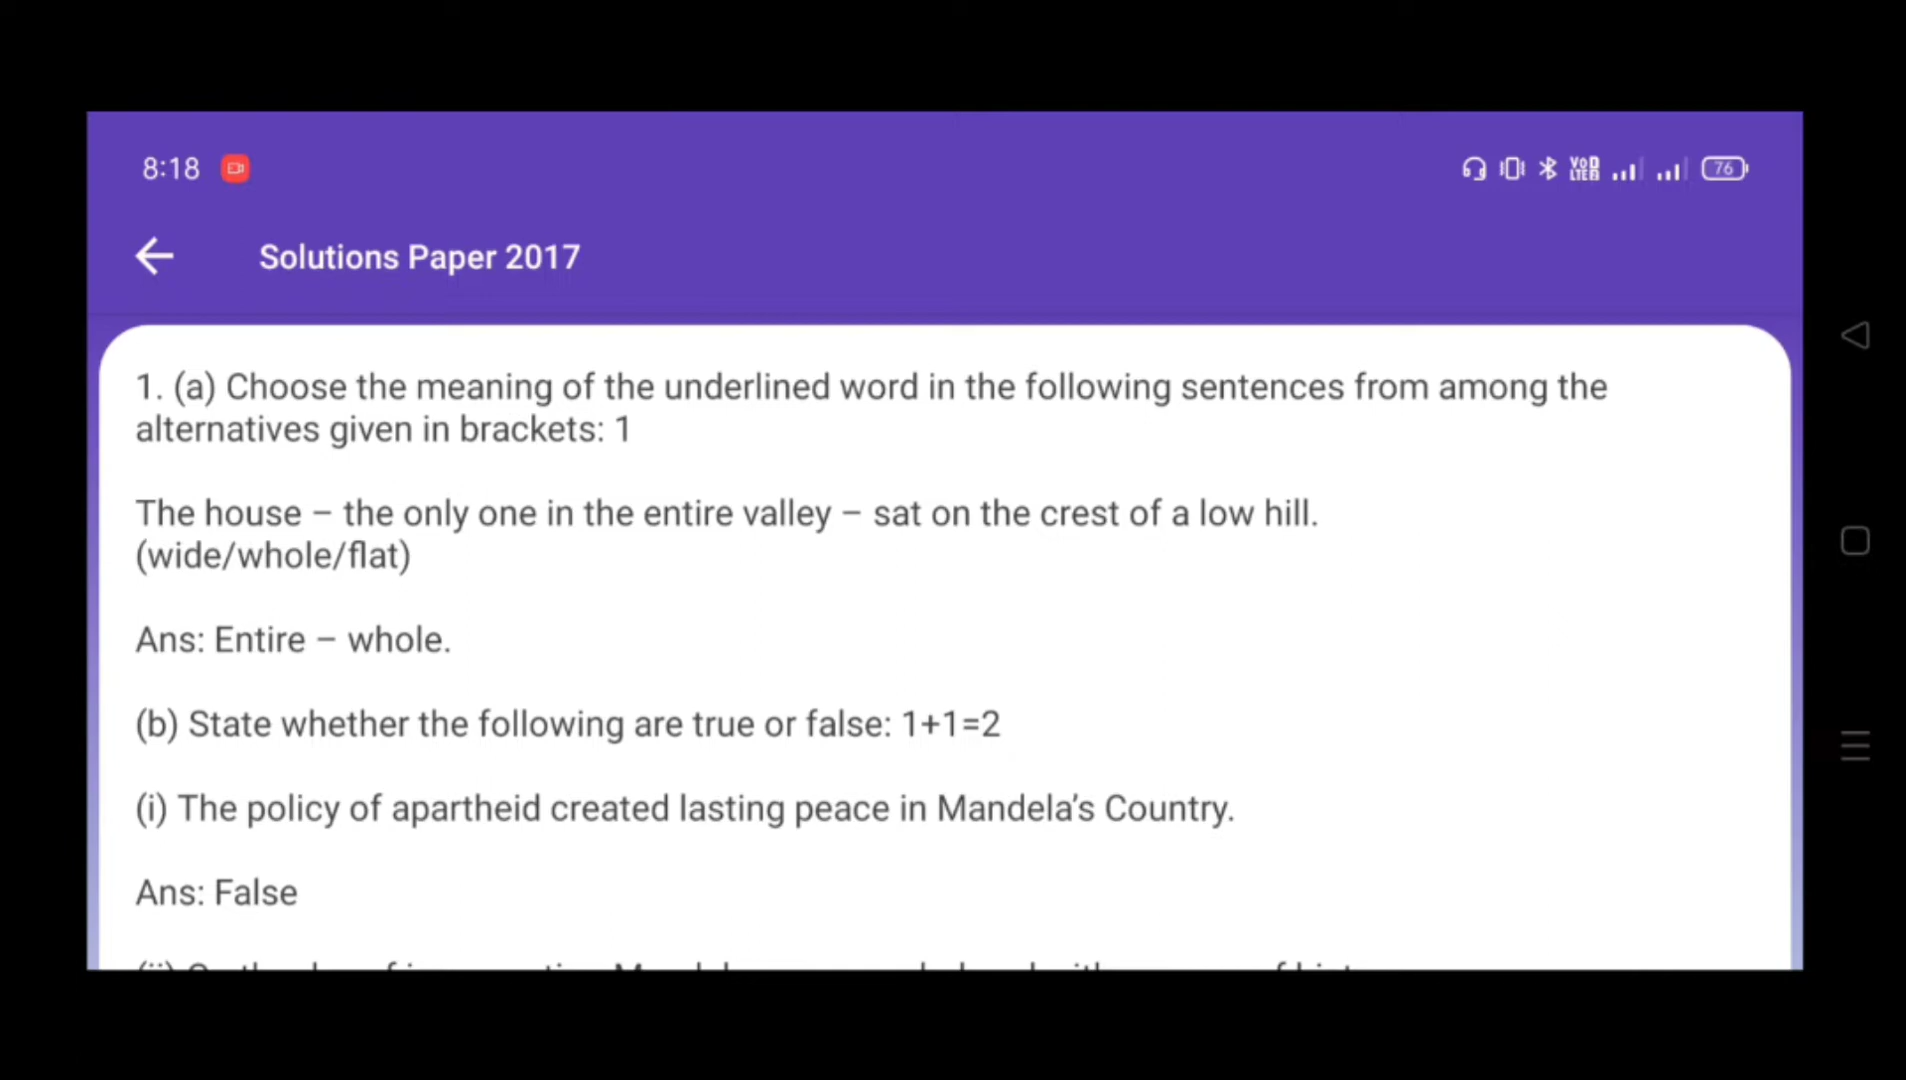 8:18
VoD LTE2 76
Solutions Paper 2017
1. (a) Choose the meaning of the underlined word in the following sentences from among the
alternatives given in brackets: 1
The house – the only one in the entire valley – sat on the crest of a low hill.
(wide/whole/flat)
Ans: Entire – whole.
(b) State whether the following are true or false: 1+1=2
(i) The policy of apartheid created lasting peace in Mandela’s Country.
Ans: False